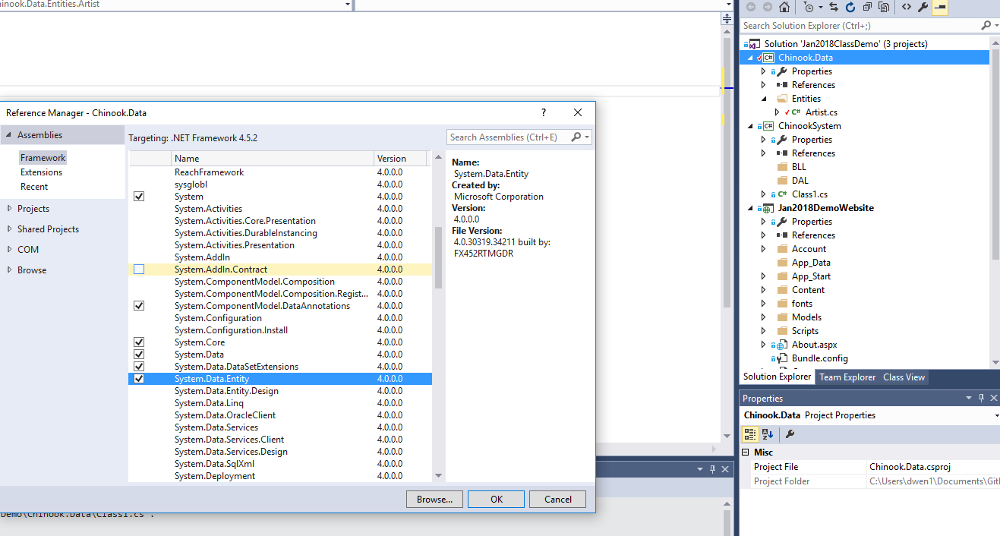 inook.Data.Entities.Artist
Reference Manager - Chinook.Data
?
Assemblies
Framework
Extensions
Recent
Projects
Shared Projects
COM
Browse
Targeting: .NET Framework 4.5.2
Search Assemblies (Ctrl+E)
Name Version
ReachFramework 4.0.0.0
sysglobl 4.0.0.0
System 4.0.0.0
System.Activities 4.0.0.0
System.Activities.Core.Presentation 4.0.0.0
System.Activities.DurableInstancing 4.0.0.0
System.Activities.Presentation 4.0.0.0
System.AddIn 4.0.0.0
System.AddIn.Contract 4.0.0.0
System.ComponentModel.Composition 4.0.0.0
System.ComponentModel.Composition.Regist... 4.0.0.0
System.ComponentModel.DataAnnotations 4.0.0.0
System.Configuration 4.0.0.0
System.Configuration.Install 4.0.0.0
System.Core 4.0.0.0
System.Data 4.0.0.0
System.Data.DataSetExtensions 4.0.0.0
System.Data.Entity 4.0.0.0
System.Data.Entity.Design 4.0.0.0
System.Data.Linq 4.0.0.0
System.Data.OracleClient 4.0.0.0
System.Data.Services 4.0.0.0
System.Data.Services.Client 4.0.0.0
System.Data.Services.Design 4.0.0.0
System.Data.SqlXml 4.0.0.0
System.Deployment 4.0.0.0
Name:
System.Data.Entity
Created by:
Microsoft Corporation
Version:
4.0.0.0
File Version:
4.0.30319.34211 built by:
FX452RTMGDR
Browse... OK Cancel
Demo\Chinook.Data\Class1.cs'.
Search Solution Explorer (Ctrl+;)
Solution 'Jan2018ClassDemo' (3 projects)
C# Chinook.Data
Properties
References
Entities
C# Artist.cs
C# ChinookSystem
Properties
References
BLL
DAL
C# Class1.cs
Jan2018DemoWebsite
Properties
References
Account
App_Data
App_Start
Content
fonts
Models
Scripts
About.aspx
Bundle.config
Solution Explorer Team Explorer Class View
Properties
Chinook.Data Project Properties
Misc
Project File Chinook.Data.csproj
Project Folder C:\Users\dwen1\Documents\Git